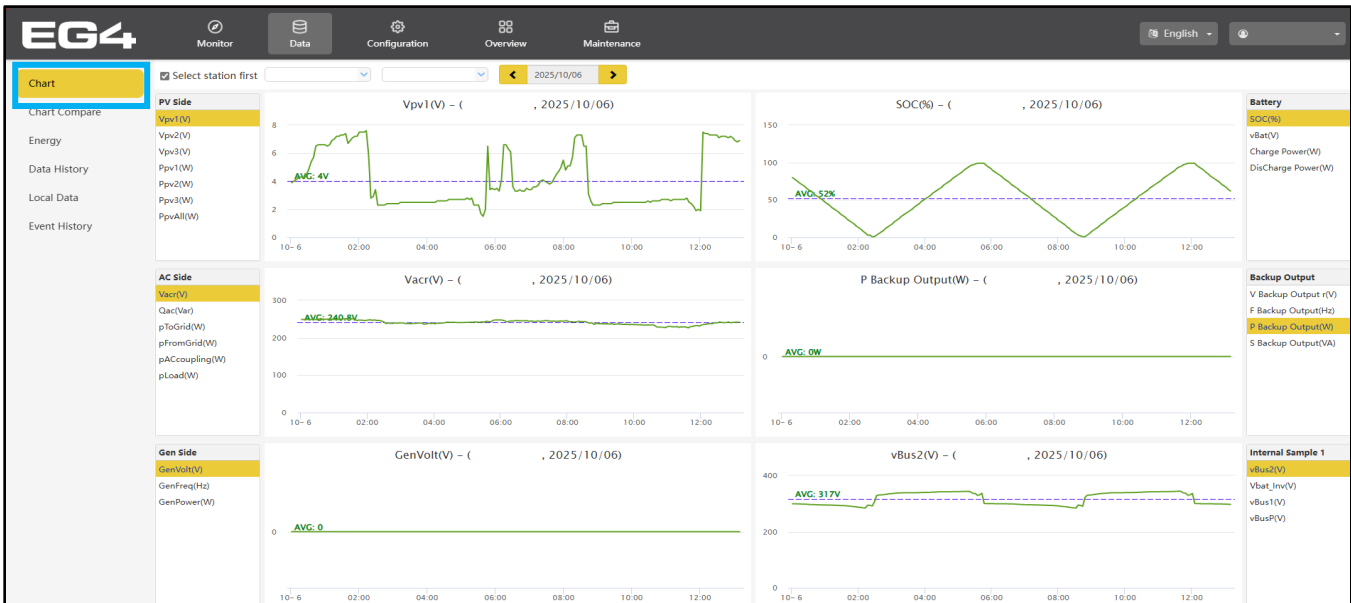 EG4
Monitor
Data
Configuration
Overview
Maintenance
English
Chart
Chart Compare
Energy
Data History
Local Data
Event History
Select station first
2025/10/06
PV Side
Vpv1(V)
Vpv2(V)
Vpv3(V)
Ppv1(W)
Ppv2(W)
Ppv3(W)
PpvAll(W)
Vpv1(V) – ( , 2025/10/06)
8
6
4
2
0
AVG: 4V
10- 6 02:00 04:00 06:00 08:00 10:00 12:00
SOC(%) – ( , 2025/10/06)
150
100
50
0
AVG: 52%
10- 6 02:00 04:00 06:00 08:00 10:00 12:00
Battery
SOC(%)
vBat(V)
Charge Power(W)
DisCharge Power(W)
AC Side
Vacr(V)
Qac(Var)
pToGrid(W)
pFromGrid(W)
pACcoupling(W)
pLoad(W)
Vacr(V) – ( , 2025/10/06)
300
200
100
0
AVG: 240.8V
10- 6 02:00 04:00 06:00 08:00 10:00 12:00
P Backup Output(W) – ( , 2025/10/06)
0
AVG: 0W
10- 6 02:00 04:00 06:00 08:00 10:00 12:00
Backup Output
V Backup Output r(V)
F Backup Output(Hz)
P Backup Output(W)
S Backup Output(VA)
Gen Side
GenVolt(V)
GenFreq(Hz)
GenPower(W)
GenVolt(V) – ( , 2025/10/06)
0
AVG: 0
10- 6 02:00 04:00 06:00 08:00 10:00 12:00
vBus2(V) – ( , 2025/10/06)
400
200
0
AVG: 317V
10- 6 02:00 04:00 06:00 08:00 10:00 12:00
Internal Sample 1
vBus2(V)
Vbat_Inv(V)
vBus1(V)
vBusP(V)